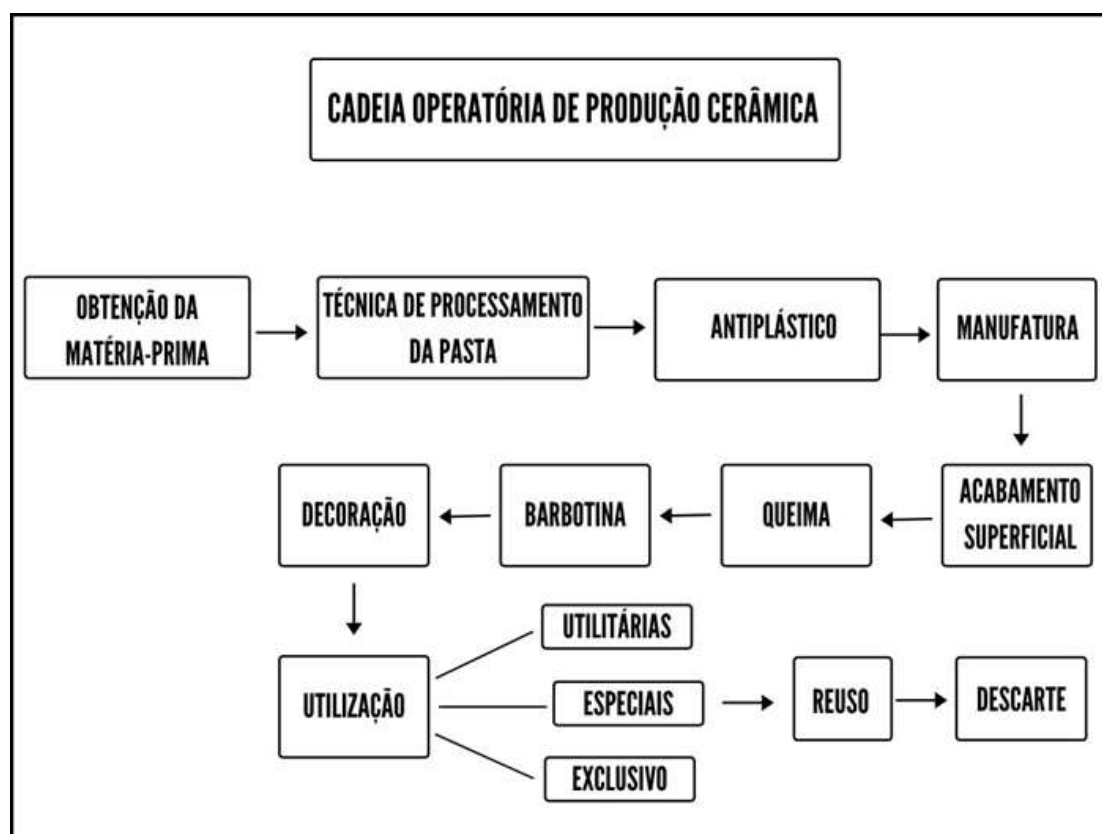 CADEIA OPERATÓRIA DE PRODUÇÃO CERÂMICA
OBTENÇÃO DA
MATÉRIA-PRIMA
TÉCNICA DE PROCESSAMENTO
DA PASTA
ANTIPLÁSTICO
MANUFATURA
ACABAMENTO
SUPERFICIAL
QUEIMA
BARBOTINA
DECORAÇÃO
UTILIZAÇÃO
UTILITÁRIAS
ESPECIAIS
EXCLUSIVO
REUSO
DESCARTE